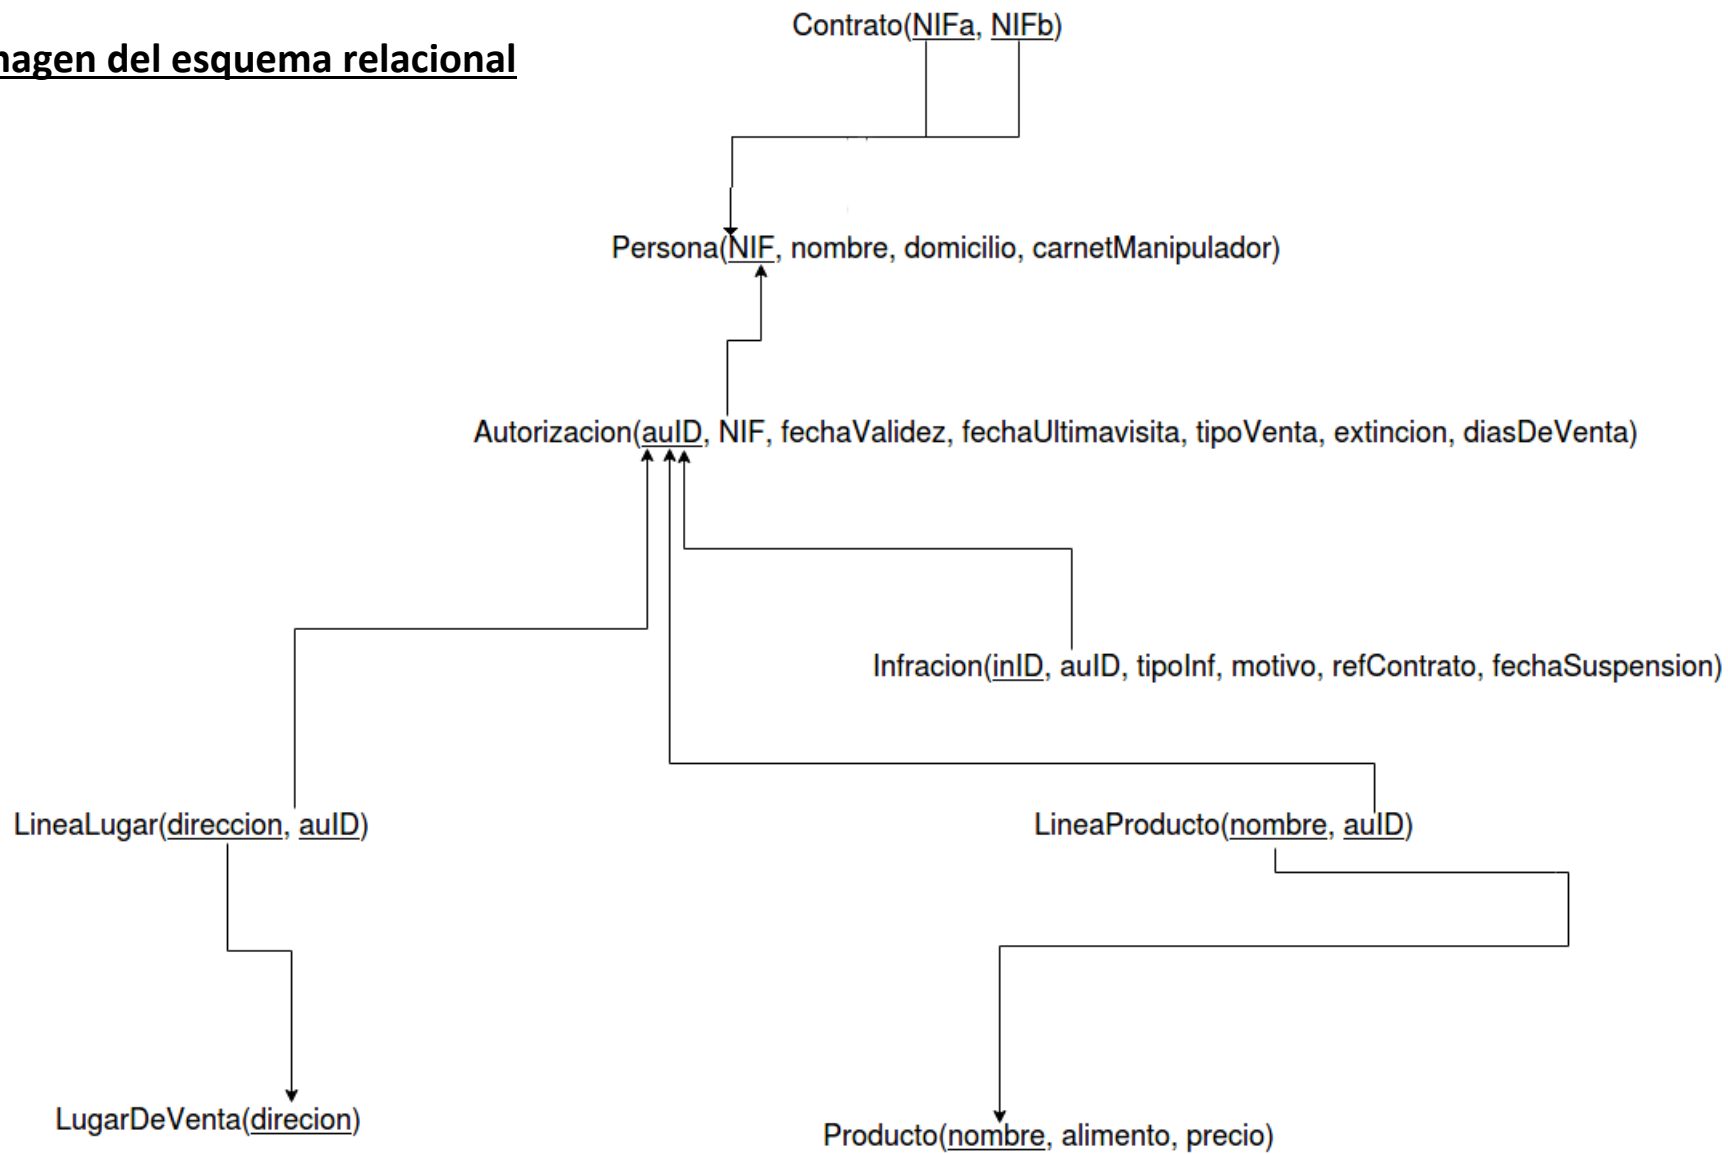 Contrato(NIFa, NIFb)
nagen del esquema relacional
Persona(NIF, nombre, domicilio, carnetManipulador)
Autorizacion(auID, NIF, fechaValidez, fechaUltimavisita, tipoVenta, extincion, diasDeVenta)
Infracion(inID, auID, tipoInf, motivo, refContrato, fechaSuspension)
LineaLugar(direccion, auID)
LineaProducto(nombre, auID)
LugarDeVenta(direcion)
Producto(nombre, alimento, precio)